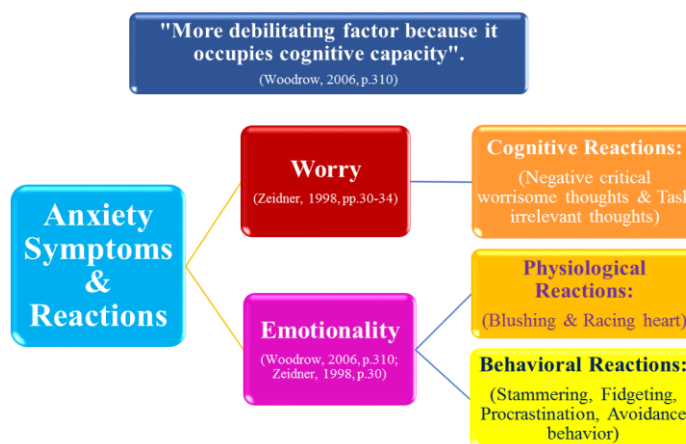 "More debilitating factor because it
occupies cognitive capacity".
(Woodrow, 2006, p.310)
Anxiety
Symptoms
&
Reactions
Worry
(Zeidner, 1998, pp.30-34)
Cognitive Reactions:
(Negative critical
worrisome thoughts & Task
irrelevant thoughts)
Emotionality
(Woodrow, 2006, p.310;
Zeidner, 1998, p.30)
Physiological
Reactions:
(Blushing & Racing heart)
Behavioral Reactions:
(Stammering, Fidgeting,
Procrastination, Avoidance
behavior)